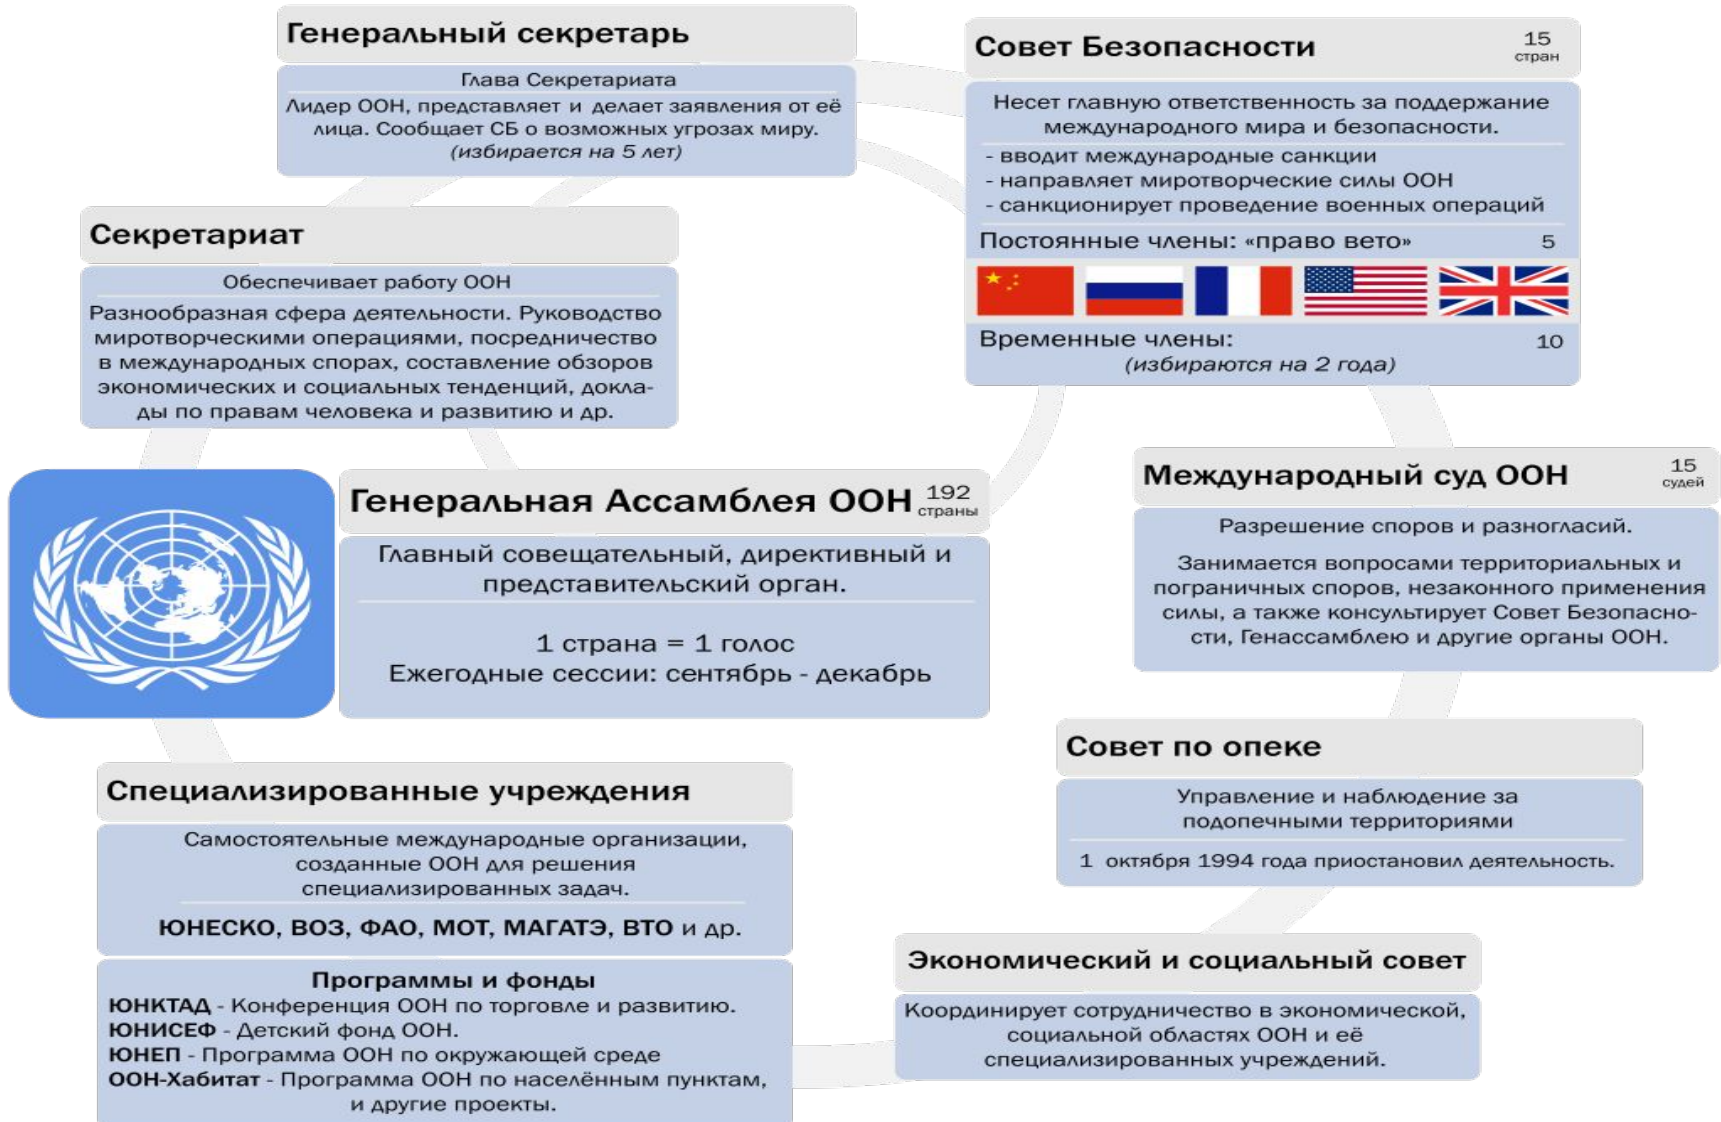 Генеральный секретарь
Глава Секретариата
Лидер ООН, представляет и делает заявления от её
лица. Сообщает СБ о возможных угрозах миру.
(избирается на 5 лет)
Совет Безопасности
15
стран
Несет главную ответственность за поддержание
международного мира и безопасности.
- вводит международные санкции
- направляет миротворческие силы ООН
- санкционирует проведение военных операций
Постоянные члены: «право вето» 5
Временные члены: 10
(избираются на 2 года)
Секретариат
Обеспечивает работу ООН
Разнообразная сфера деятельности. Руководство
миротворческими операциями, посредничество
в международных спорах, составление обзоров
экономических и социальных тенденций, докла-
ды по правам человека и развитию и др.
Генеральная Ассамблея ООН
192
страны
Главный совещательный, директивный и
представительский орган.
1 страна = 1 голос
Ежегодные сессии: сентябрь - декабрь
Международный суд ООН
15
судей
Разрешение споров и разногласий.
Занимается вопросами территориальных и
пограничных споров, незаконного применения
силы, а также консультирует Совет Безопасно-
сти, Генассамблею и другие органы ООН.
Совет по опеке
Управление и наблюдение за
подопечными территориями
1 октября 1994 года приостановил деятельность.
Специализированные учреждения
Самостоятельные международные организации,
созданные ООН для решения
специализированных задач.
ЮНЕСКО, ВОЗ, ФАО, МОТ, МАГАТЭ, ВТО и др.
Программы и фонды
ЮНКТАД - Конференция ООН по торговле и развитию.
ЮНИСЕФ - Детский фонд ООН.
ЮНЕП - Программа ООН по окружающей среде
ООН-Хабитат - Программа ООН по населённым пунктам,
и другие проекты.
Экономический и социальный совет
Координирует сотрудничество в экономической,
социальной областях ООН и её
специализированных учреждений.